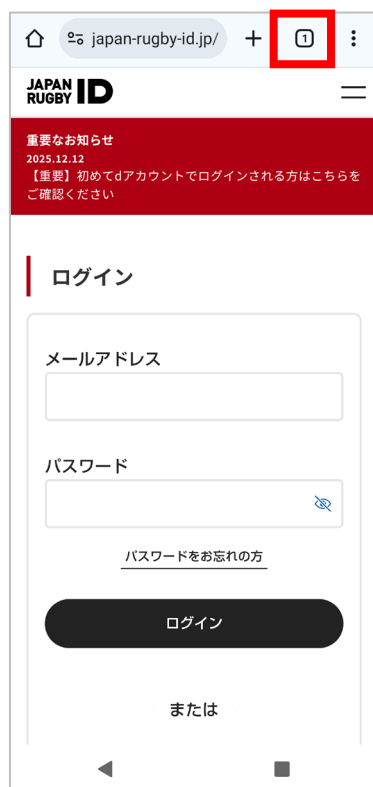 japan-rugby-id.jp/
1
JAPAN
RUGBY ID
重要なお知らせ
2025.12.12
【重要】初めてdアカウントでログインされる方はこちらを
ご確認ください
ログイン
メールアドレス
パスワード
パスワードをお忘れの方
ログイン
または